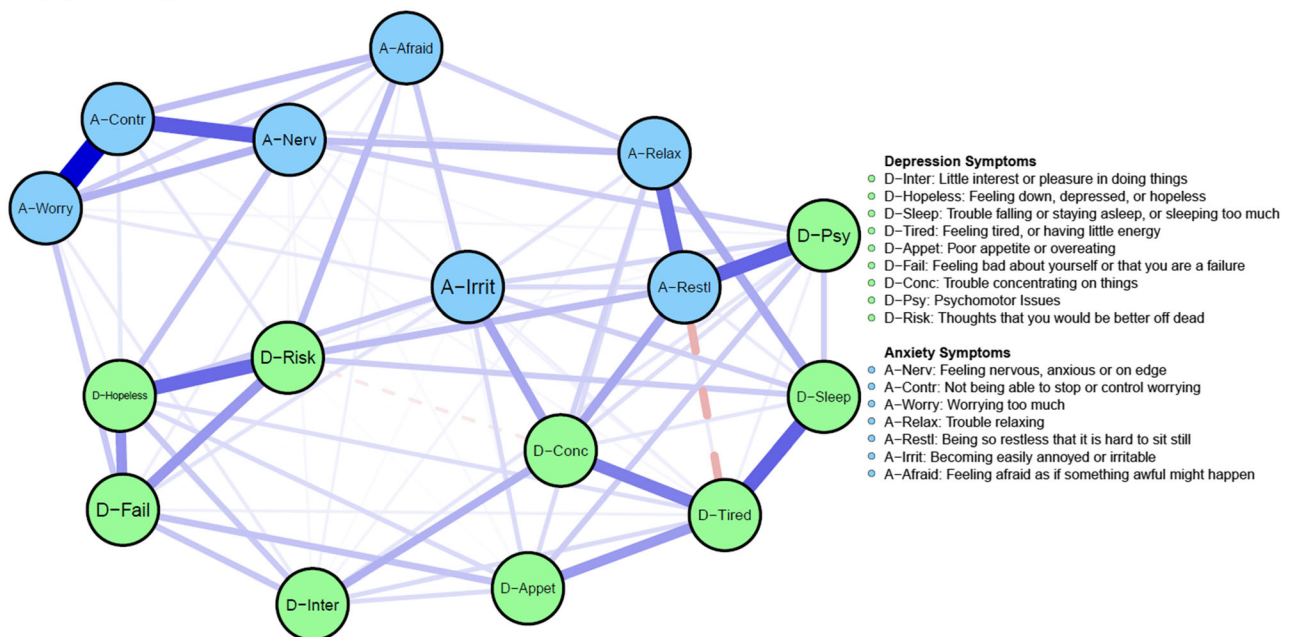 A−Afraid
A−Contr
A−Nerv
A−Relax
A−Worry
D−Psy
A−Irrit
A−Restl
D−Risk
D−Hopeless
D−Sleep
D−Conc
D−Fail
D−Tired
D−Appet
D−Inter
Depression Symptoms
D−Inter: Little interest or pleasure in doing things
D−Hopeless: Feeling down, depressed, or hopeless
D−Sleep: Trouble falling or staying asleep, or sleeping too much
D−Tired: Feeling tired, or having little energy
D−Appet: Poor appetite or overeating
D−Fail: Feeling bad about yourself or that you are a failure
D−Conc: Trouble concentrating on things
D−Psy: Psychomotor Issues
D−Risk: Thoughts that you would be better off dead
Anxiety Symptoms
A−Nerv: Feeling nervous, anxious or on edge
A−Contr: Not being able to stop or control worrying
A−Worry: Worrying too much
A−Relax: Trouble relaxing
A−Restl: Being so restless that it is hard to sit still
A−Irrit: Becoming easily annoyed or irritable
A−Afraid: Feeling afraid as if something awful might happen